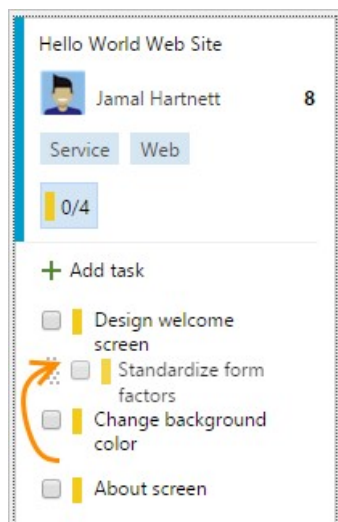 Hello World Web Site
Jamal Hartnett 8
Service Web
0/4
+ Add task
Design welcome
screen
Standardize form
factors
Change background
color
About screen